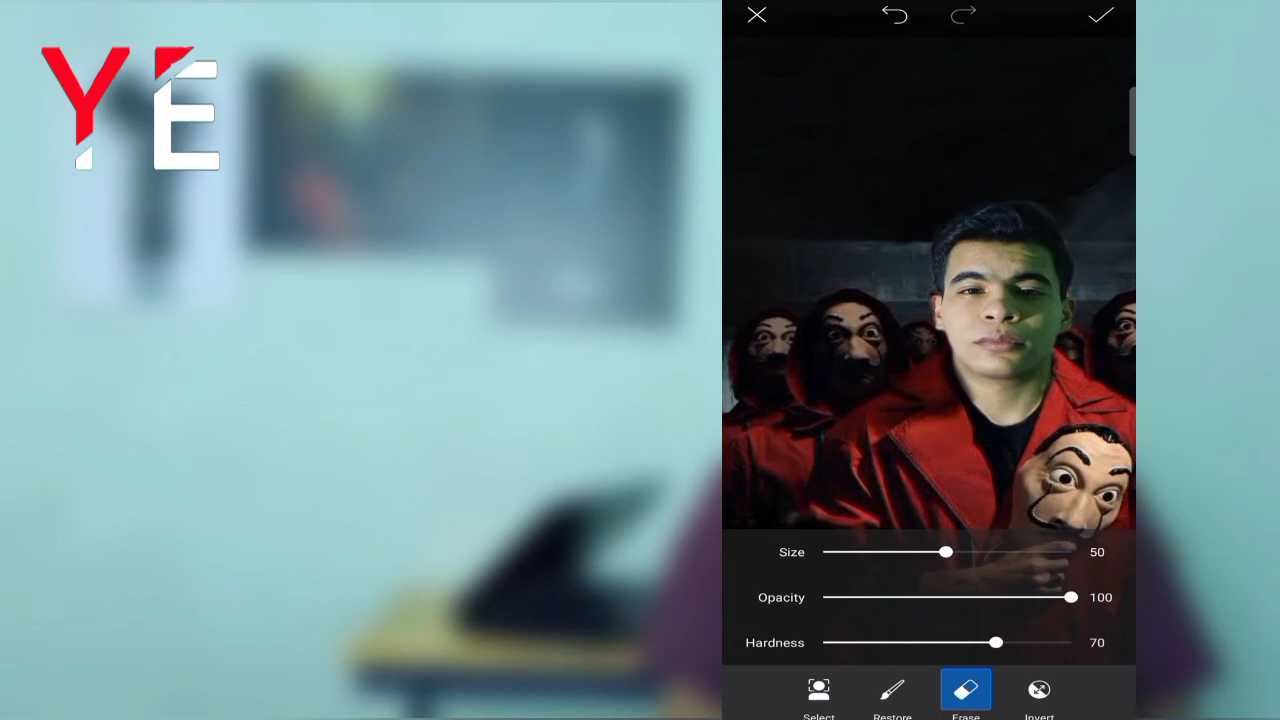 YE
Size 50
Opacity 100
Hardness 70
Select Restore Erase Invert